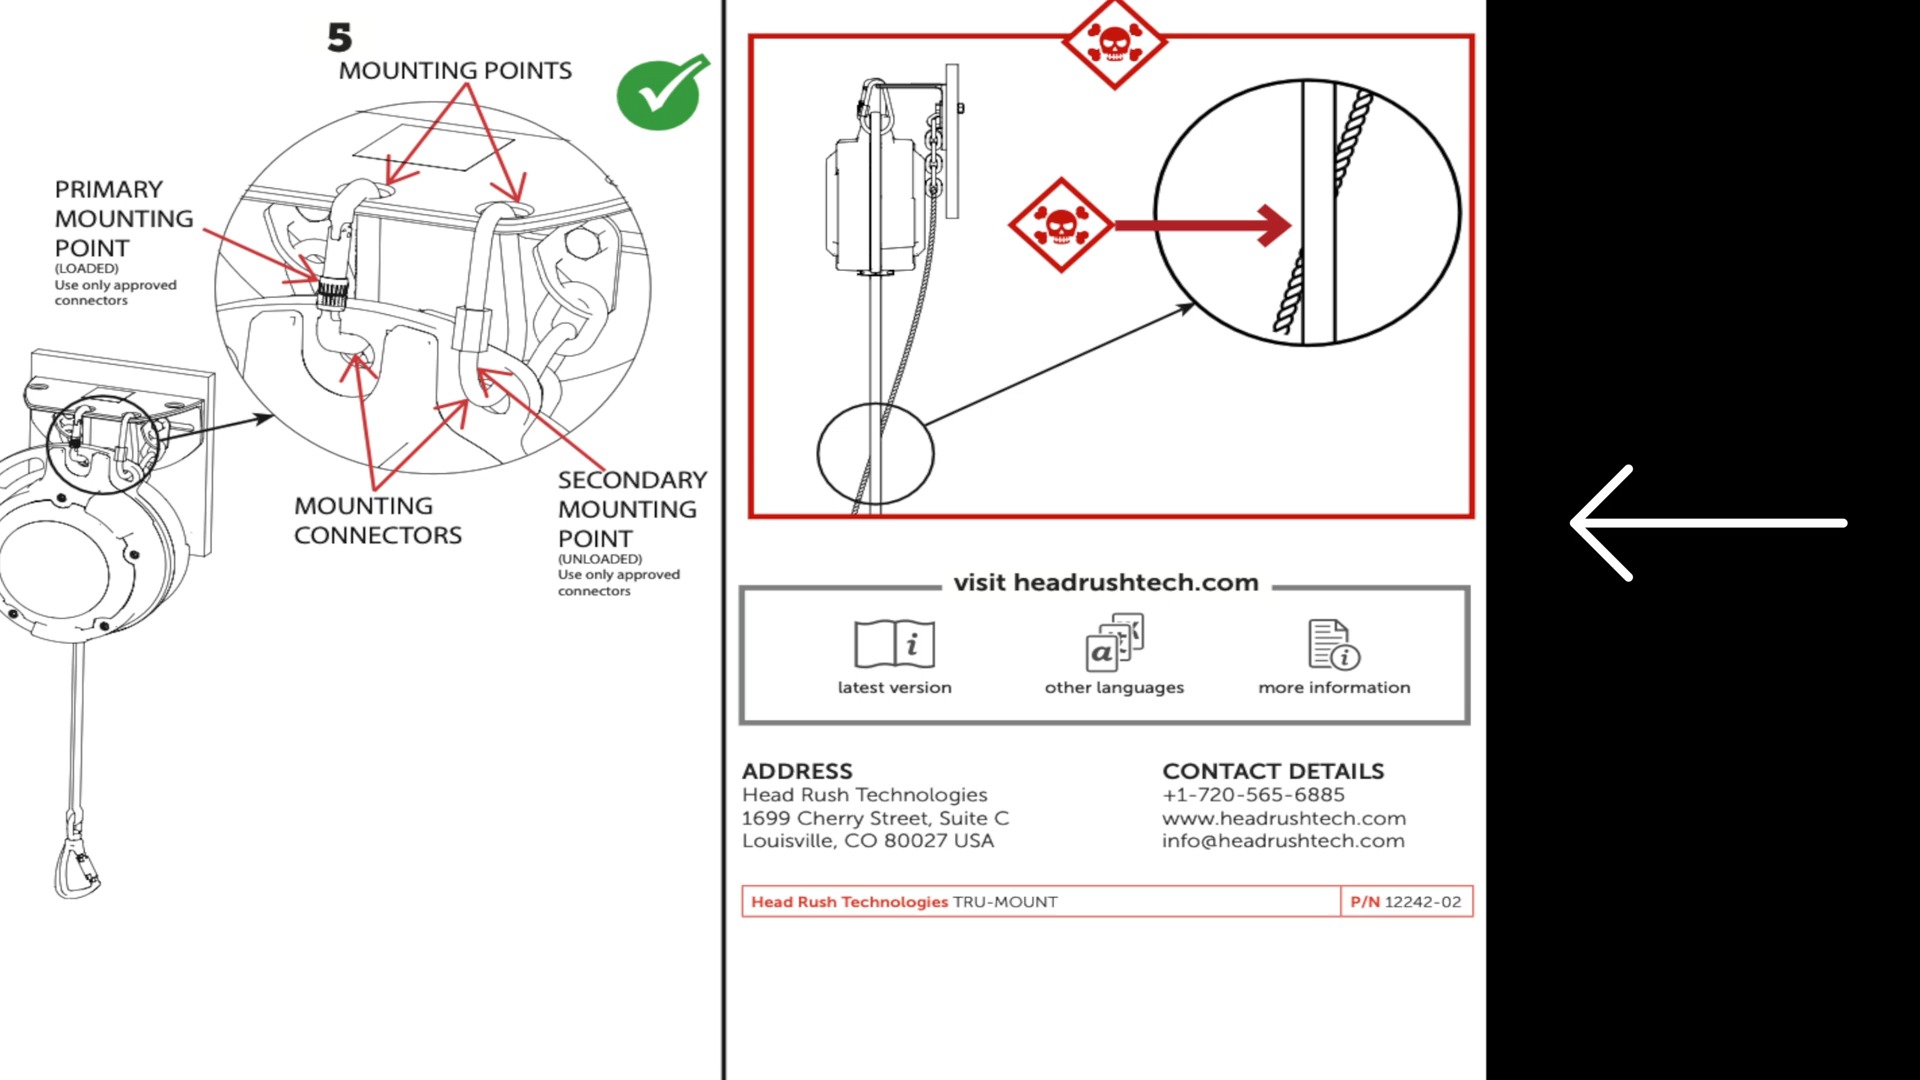 5
MOUNTING POINTS
PRIMARY
MOUNTING
POINT
(LOADED)
Use only approved
connectors
MOUNTING
CONNECTORS
SECONDARY
MOUNTING
POINT
(UNLOADED)
Use only approved
connectors
visit headrushtech.com
i
a
i
latest version
other languages
more information
ADDRESS
Head Rush Technologies
1699 Cherry Street, Suite C
Louisville, CO 80027 USA
CONTACT DETAILS
+1-720-565-6885
www.headrushtech.com
info@headrushtech.com
Head Rush Technologies TRU-MOUNT
P/N 12242-02